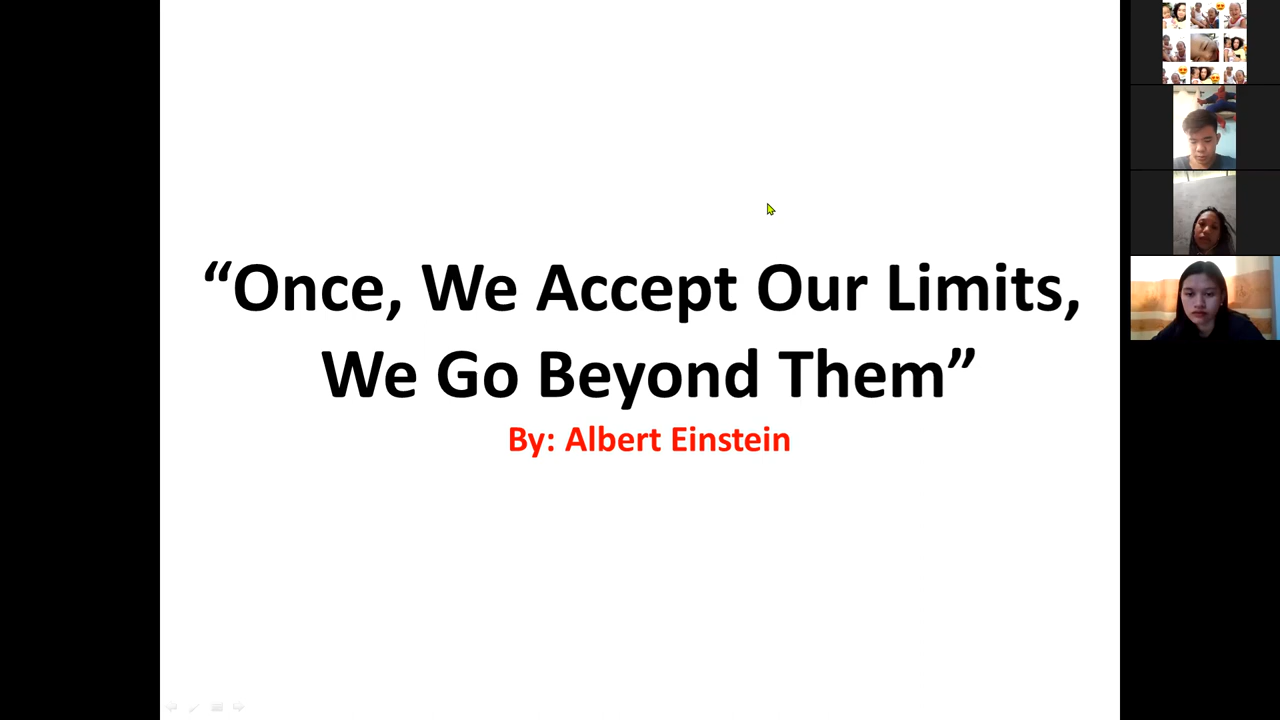 “Once, We Accept Our Limits,
We Go Beyond Them”
By: Albert Einstein